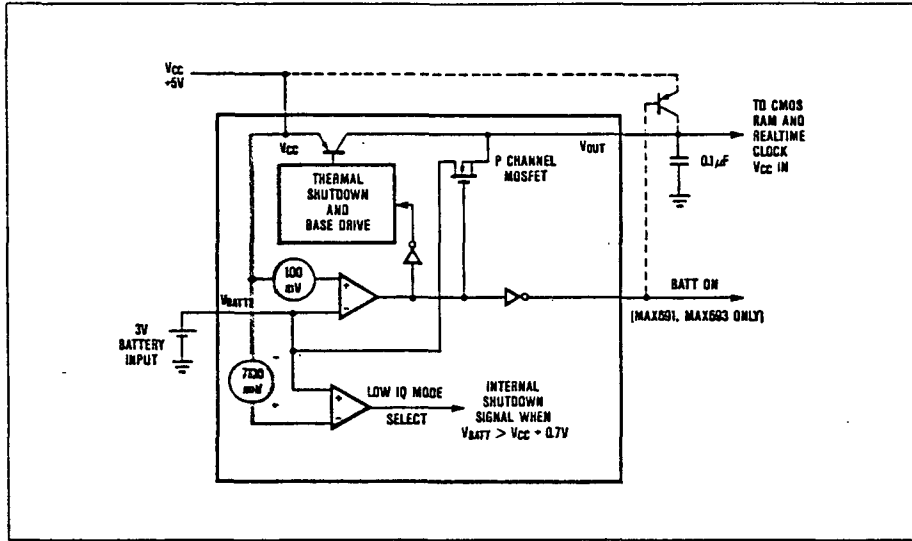 VCC
+5V
TO CMOS
RAM AND
REALTIME
CLOCK
VCC IN
VCC
VOUT
0.1µF
P CHANNEL
MOSFET
THERMAL
SHUTDOWN
AND
BASE DRIVE
100
mV
+
-
VBATT
BATT ON
(MAX691, MAX693 ONLY)
3V
BATTERY
INPUT
-
700
mV
+
+
-
LOW IQ MODE
SELECT
INTERNAL
SHUTDOWN
SIGNAL WHEN
VBATT > VCC + 0.7V